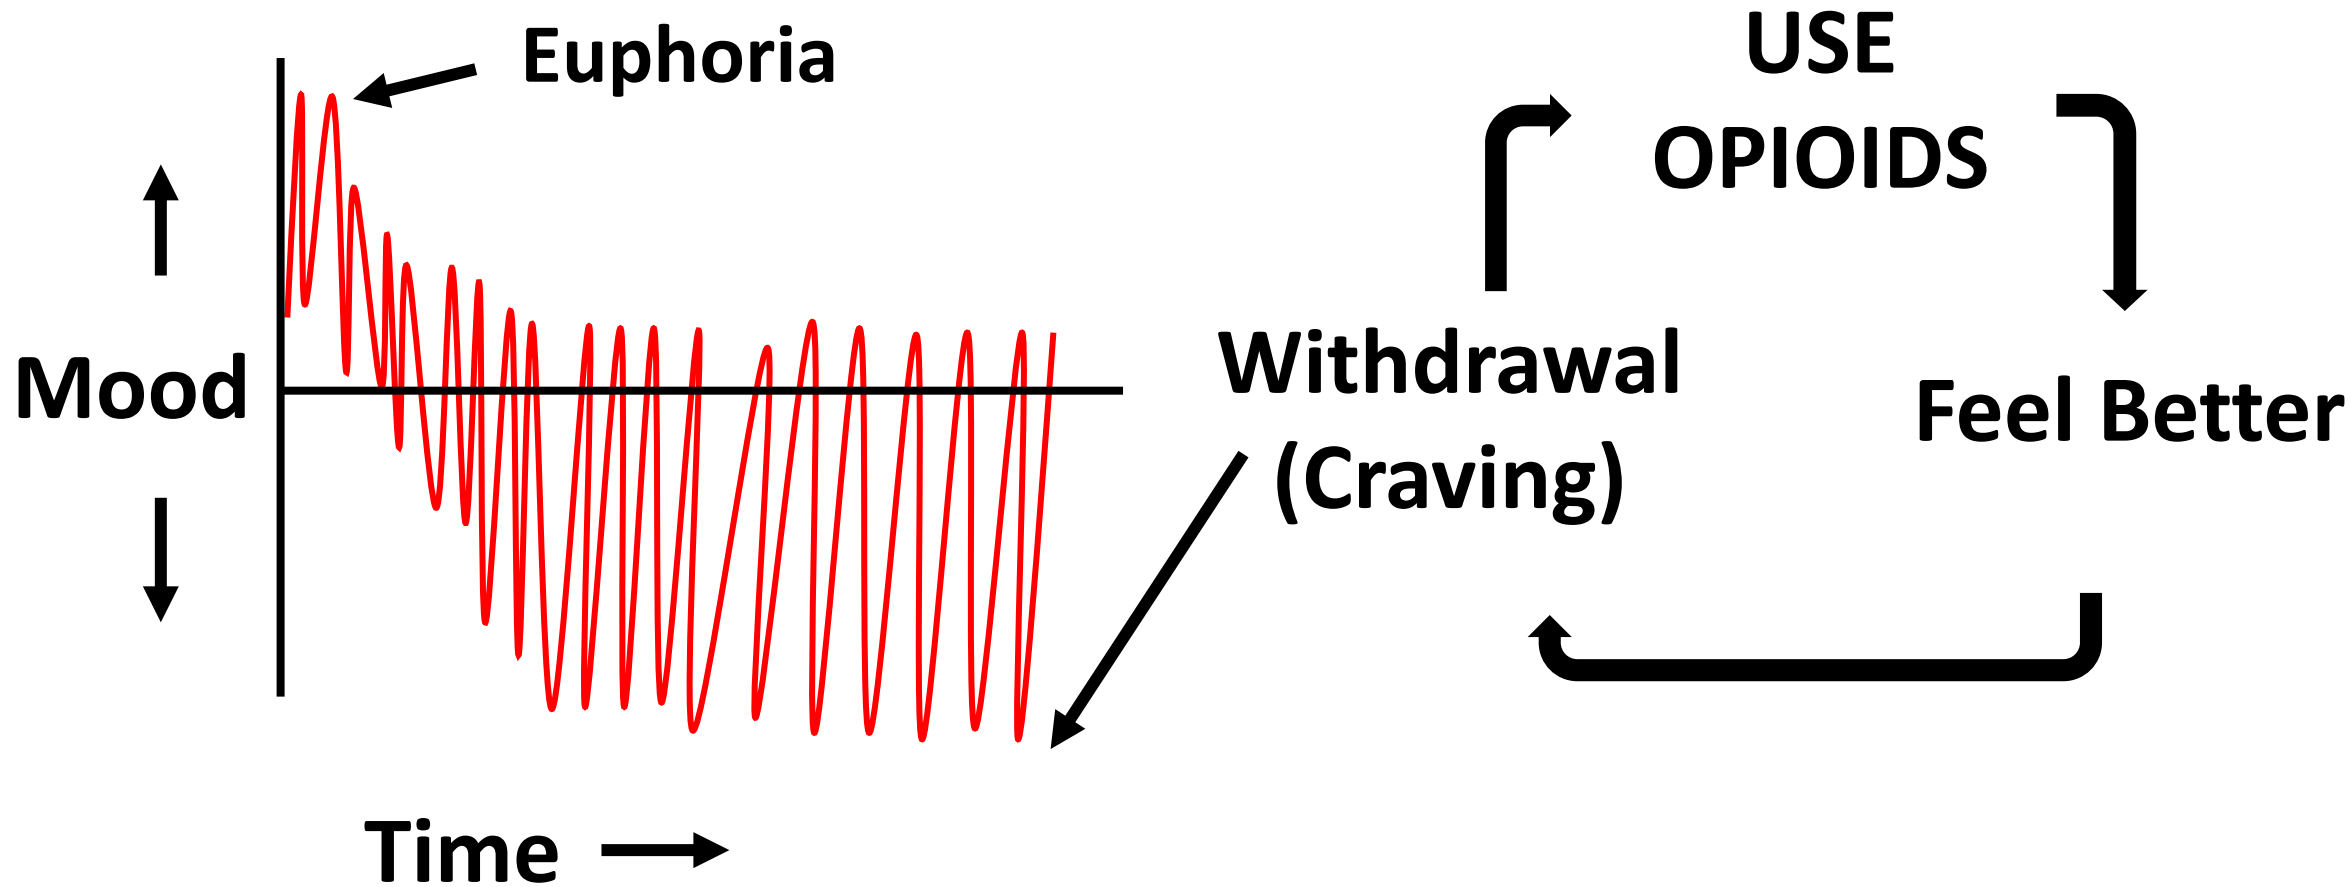 Euphoria
Mood
Time
USE
OPIOIDS
Withdrawal
(Craving)
Feel Better